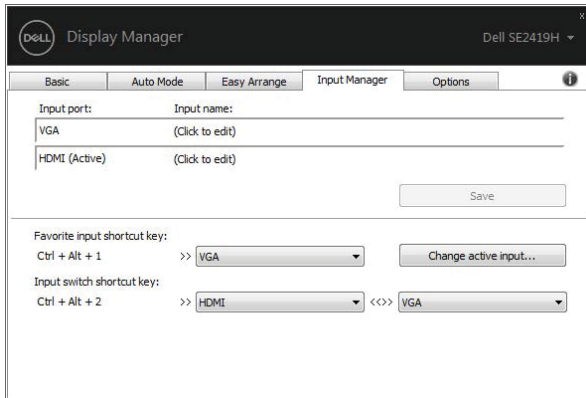 DELL Display Manager Dell SE2419H
x
Basic Auto Mode Easy Arrange Input Manager Options
Input port: Input name:
VGA (Click to edit)
HDMI (Active) (Click to edit)
Save
Favorite input shortcut key:
Ctrl + Alt + 1 >> VGA Change active input...
Input switch shortcut key:
Ctrl + Alt + 2 >> HDMI <<>> VGA